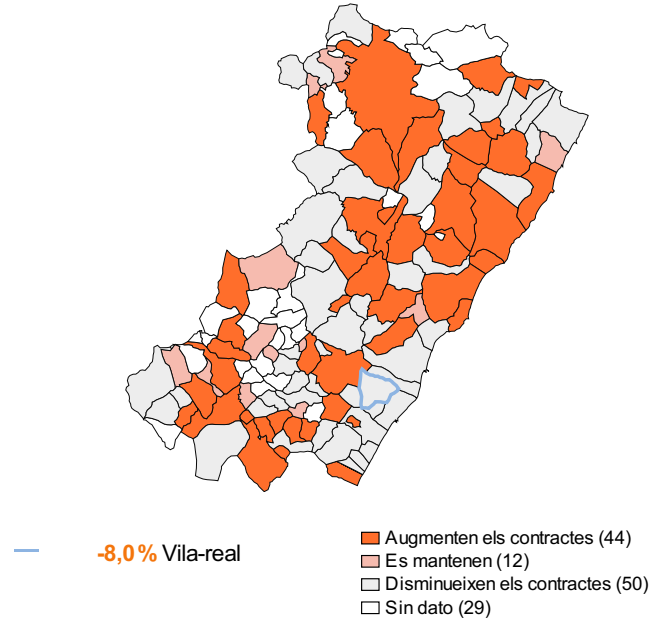 -8,0% Vila-real
Augmenten els contractes (44)
Es mantenen (12)
Disminueixen els contractes (50)
Sin dato (29)